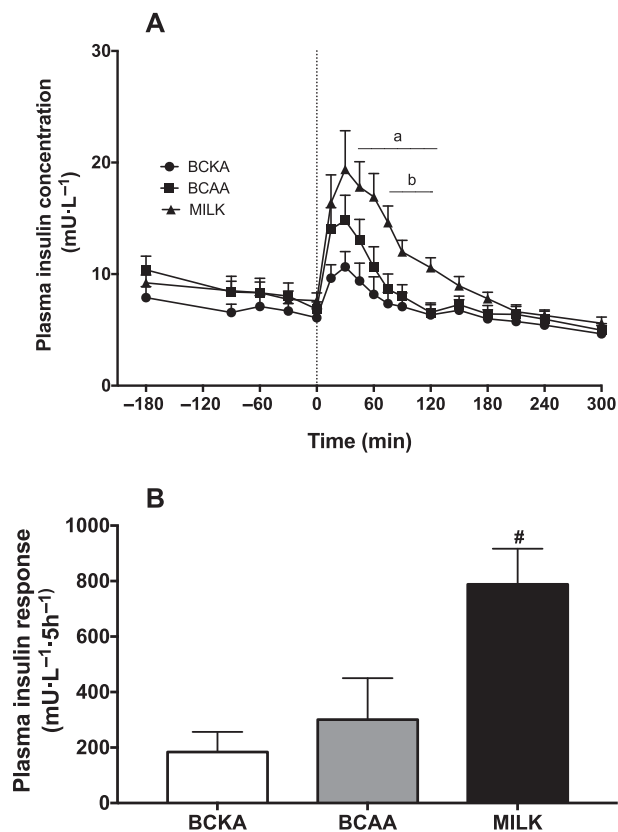 A
Plasma insulin concentration
(mU·L⁻¹)
30
20
10
0
BCKA
BCAA
MILK
a
b
−180 −120 −60 0 60 120 180 240 300
Time (min)
B
Plasma insulin response
(mU·L⁻¹·5h⁻¹)
1000
800
600
400
200
0
#
BCKA BCAA MILK